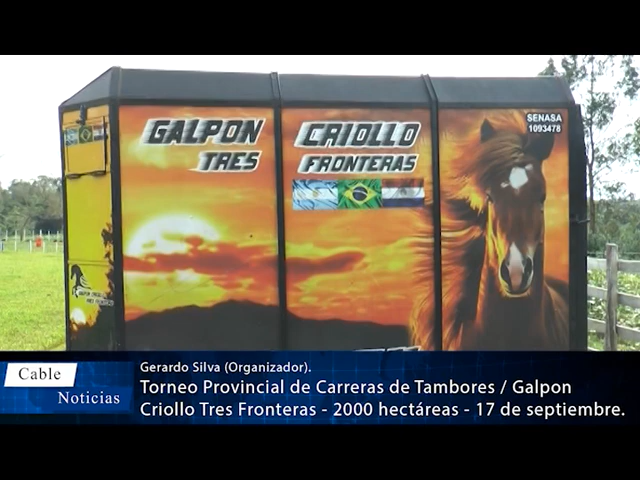 GALPON CRIOLLO
TRES FRONTERAS
SENASA
1093478
Cable
Noticias
Gerardo Silva (Organizador).
Torneo Provincial de Carreras de Tambores / Galpon
Criollo Tres Fronteras - 2000 hectáreas - 17 de septiembre.